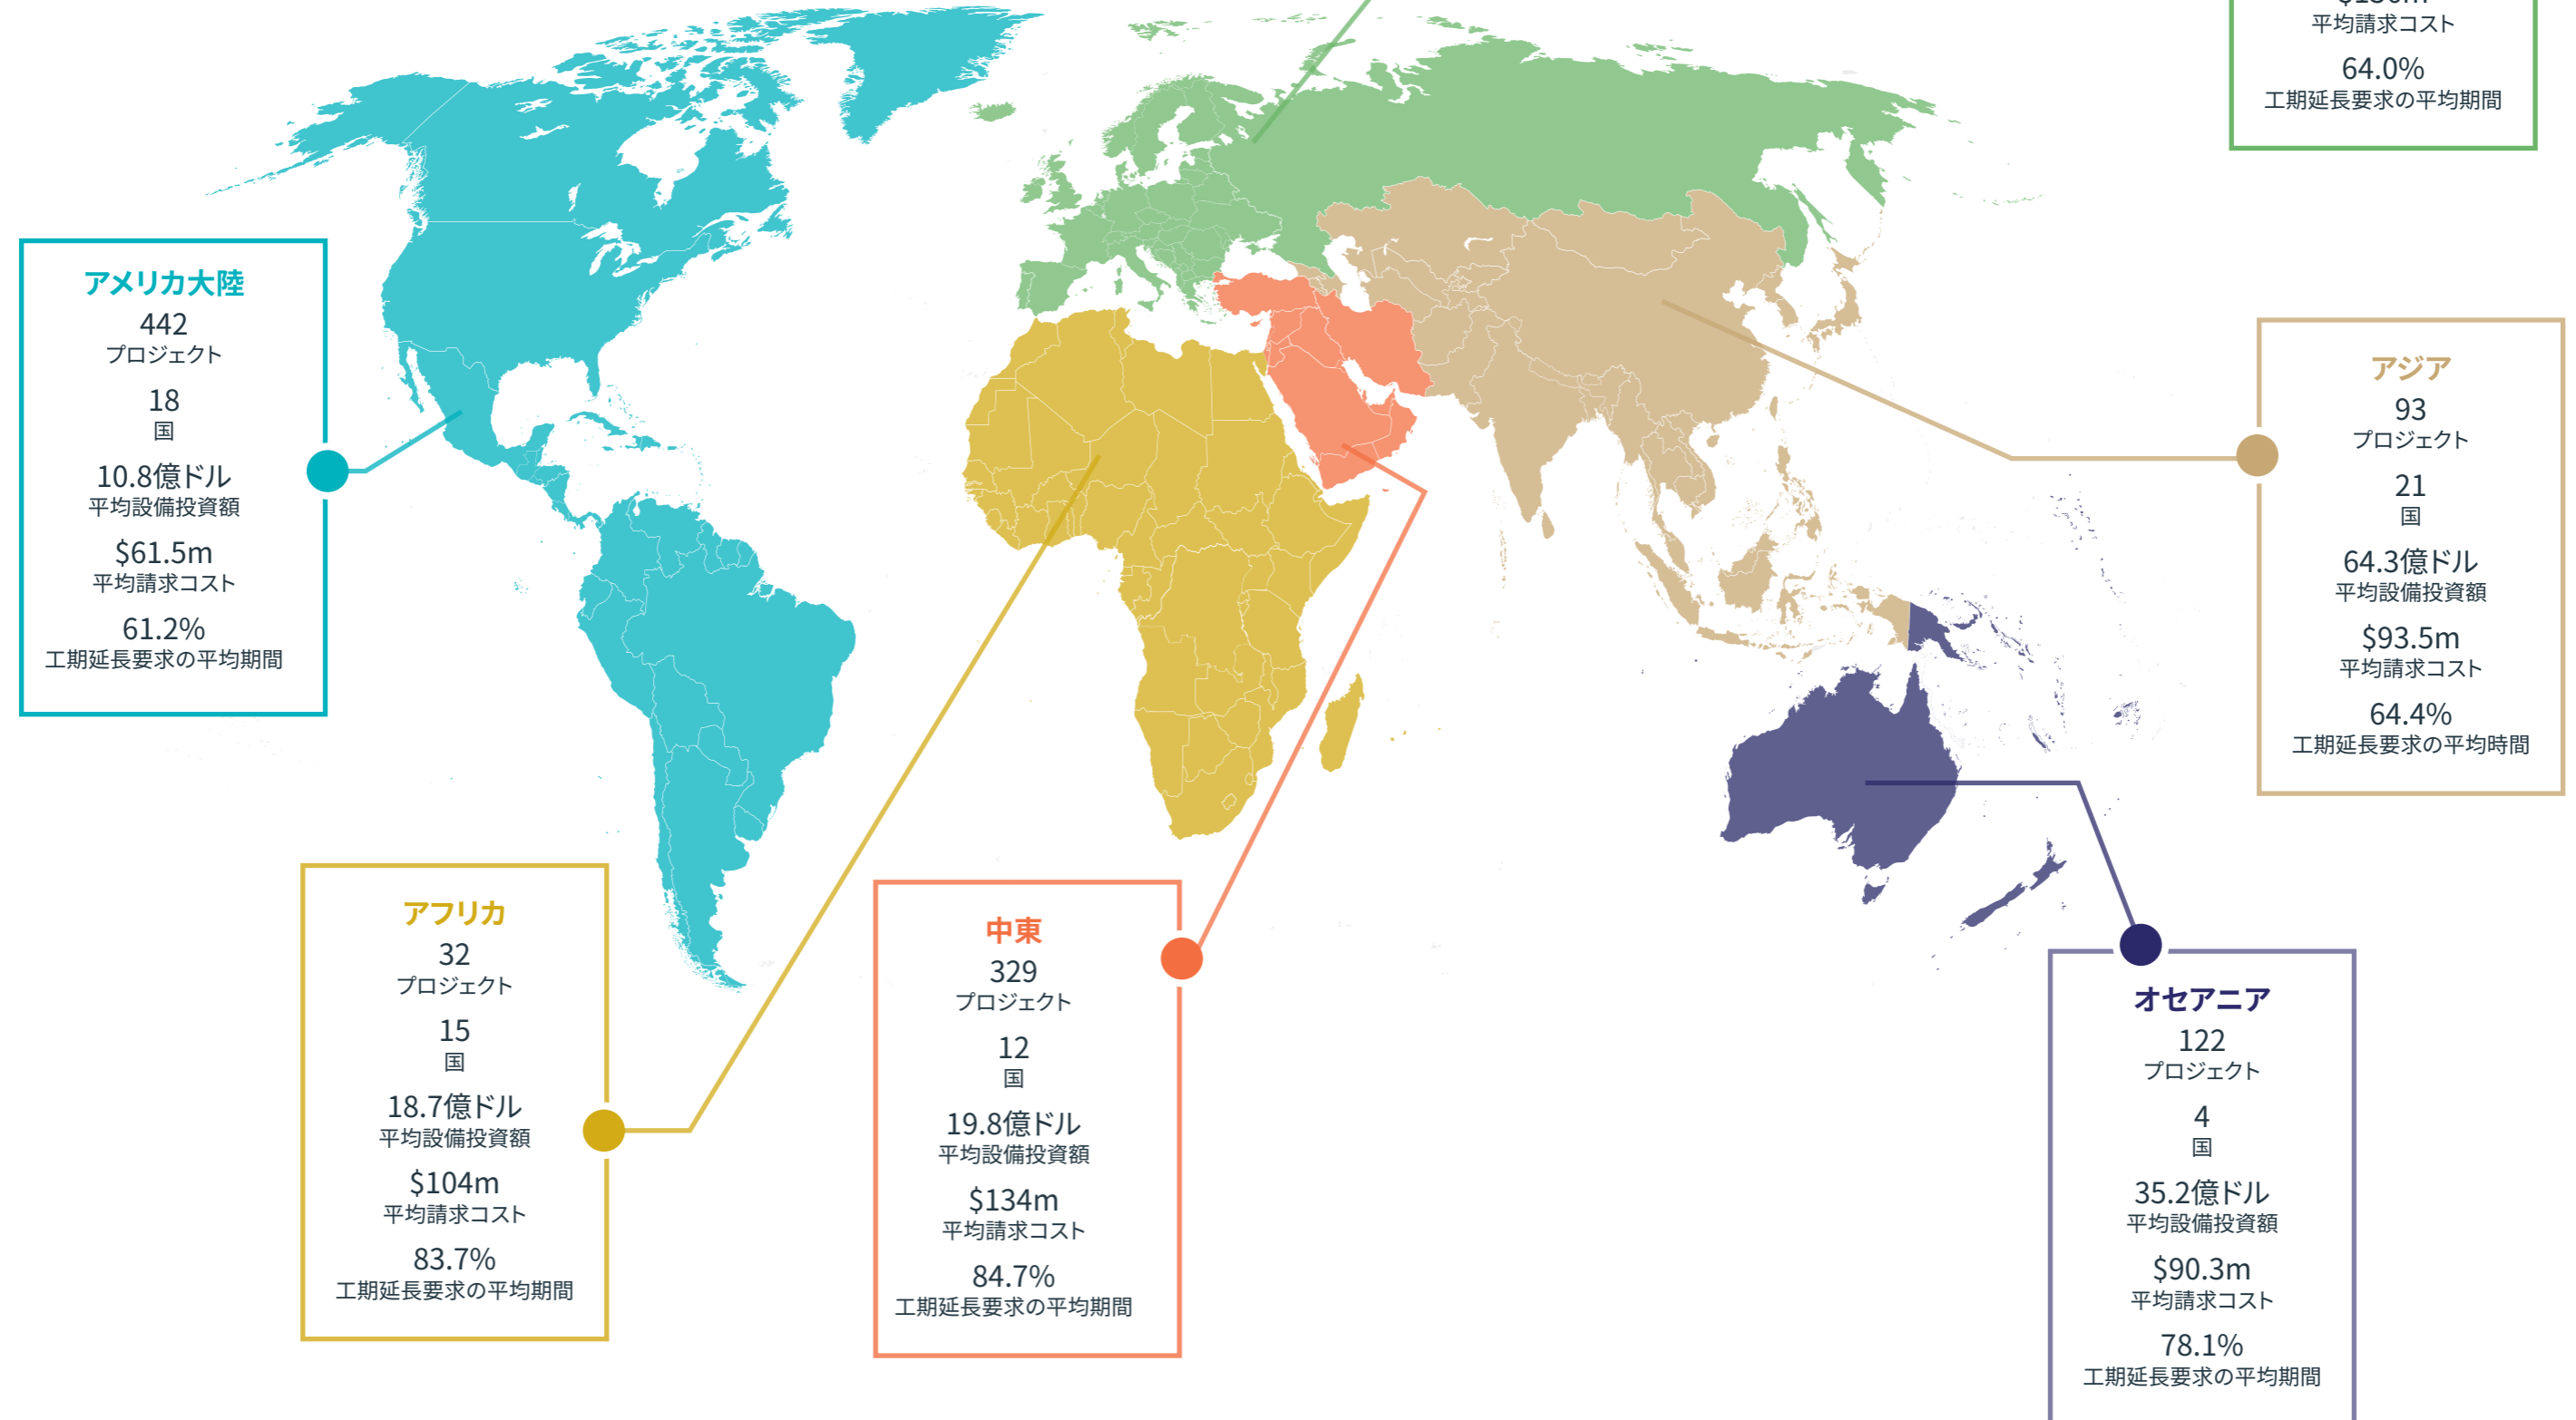 平均請求コスト
64.0%
工期延長要求の平均期間
アメリカ大陸
442
プロジェクト
18
国
10.8億ドル
平均設備投資額
$61.5m
平均請求コスト
61.2%
工期延長要求の平均期間
アジア
93
プロジェクト
21
国
64.3億ドル
平均設備投資額
$93.5m
平均請求コスト
64.4%
工期延長要求の平均時間
アフリカ
32
プロジェクト
15
国
18.7億ドル
平均設備投資額
$104m
平均請求コスト
83.7%
工期延長要求の平均期間
中東
329
プロジェクト
12
国
19.8億ドル
平均設備投資額
$134m
平均請求コスト
84.7%
工期延長要求の平均期間
オセアニア
122
プロジェクト
4
国
35.2億ドル
平均設備投資額
$90.3m
平均請求コスト
78.1%
工期延長要求の平均期間